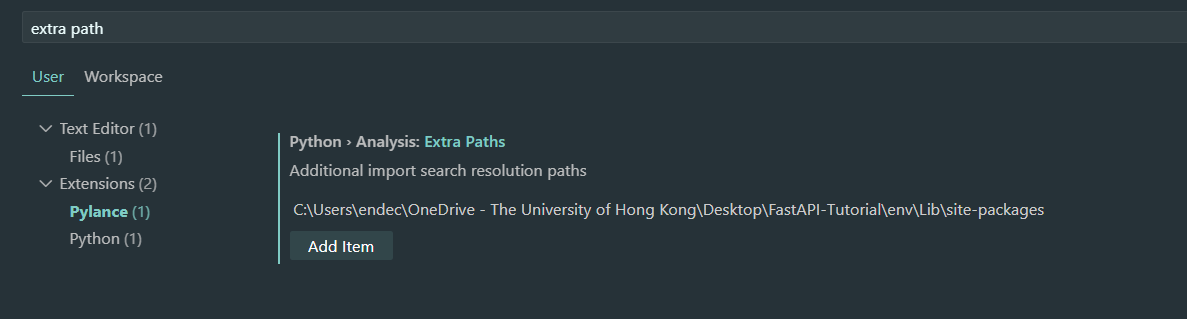 extra path
User Workspace
Text Editor (1)
Files (1)
Extensions (2)
Pylance (1)
Python (1)
Python › Analysis: Extra Paths
Additional import search resolution paths
C:\Users\endec\OneDrive - The University of Hong Kong\Desktop\FastAPI-Tutorial\env\Lib\site-packages
Add Item